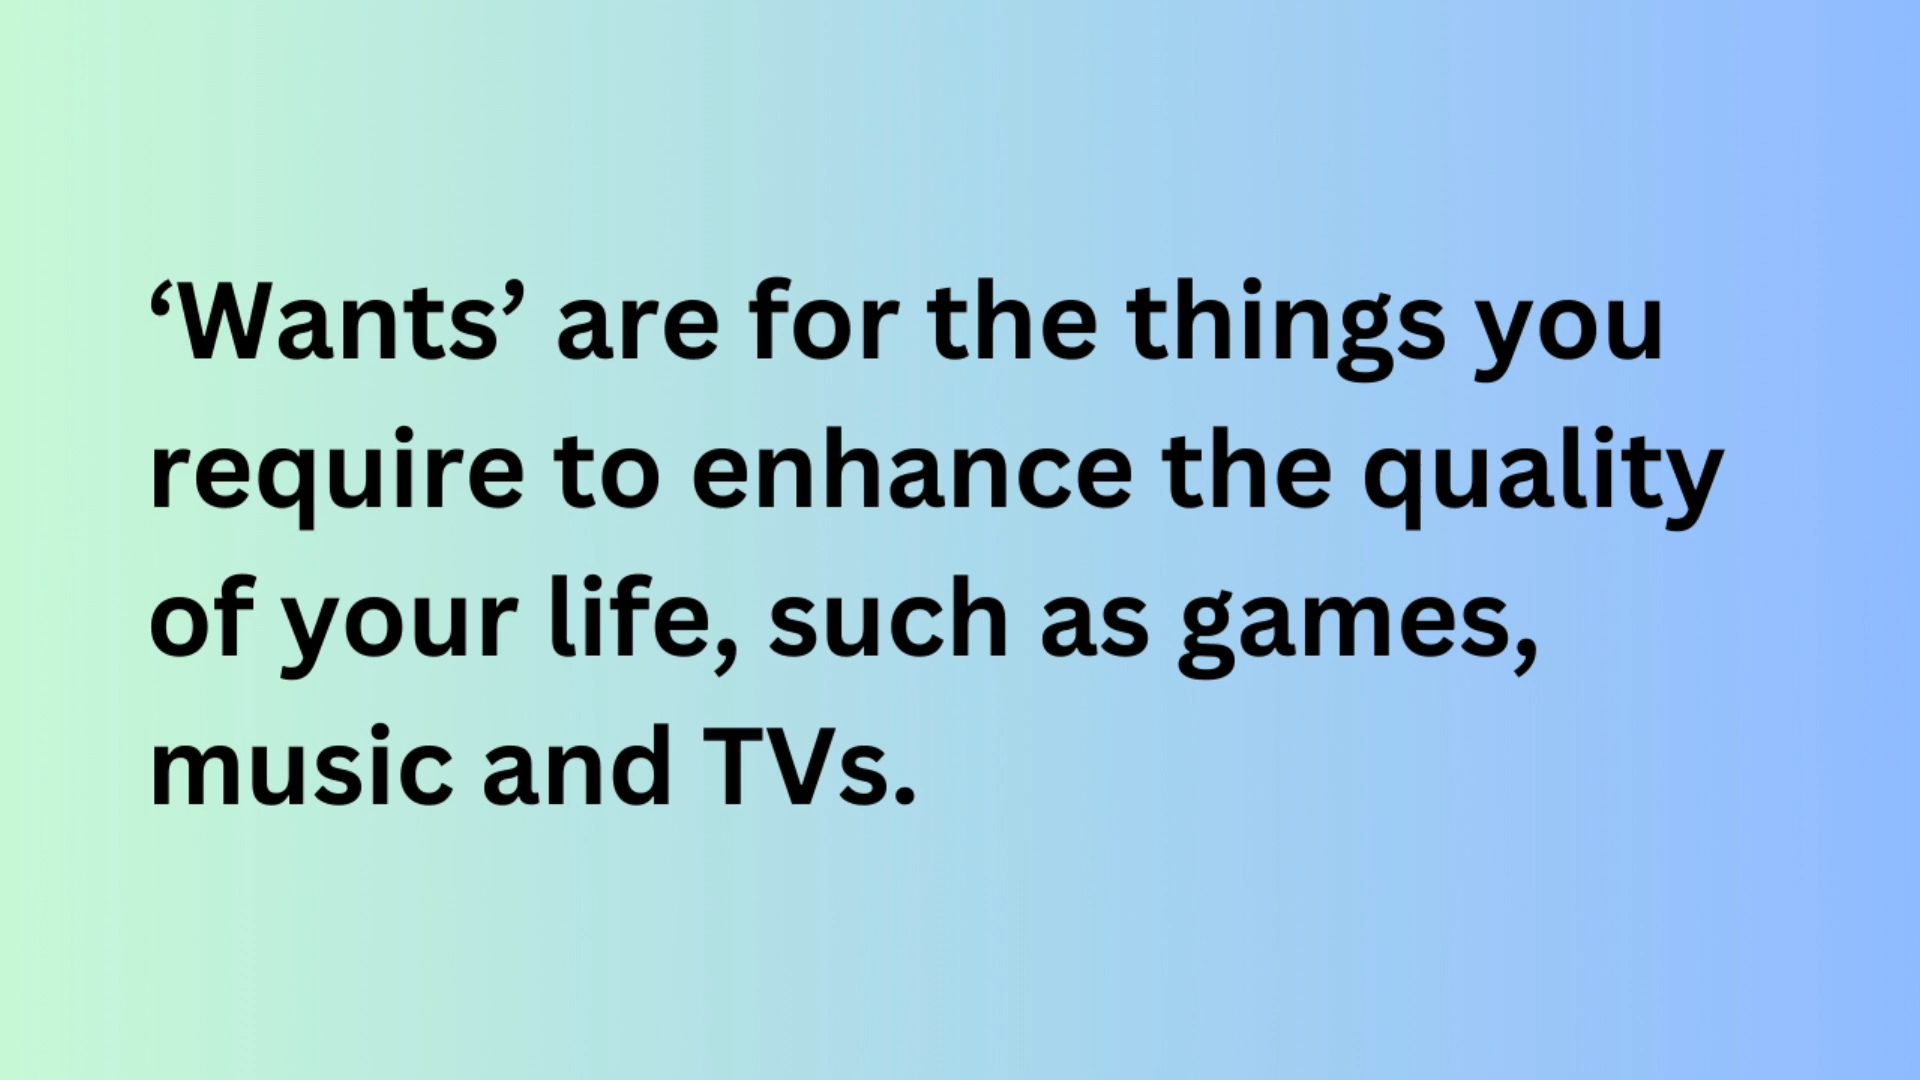 ‘Wants’ are for the things you
require to enhance the quality
of your life, such as games,
music and TVs.